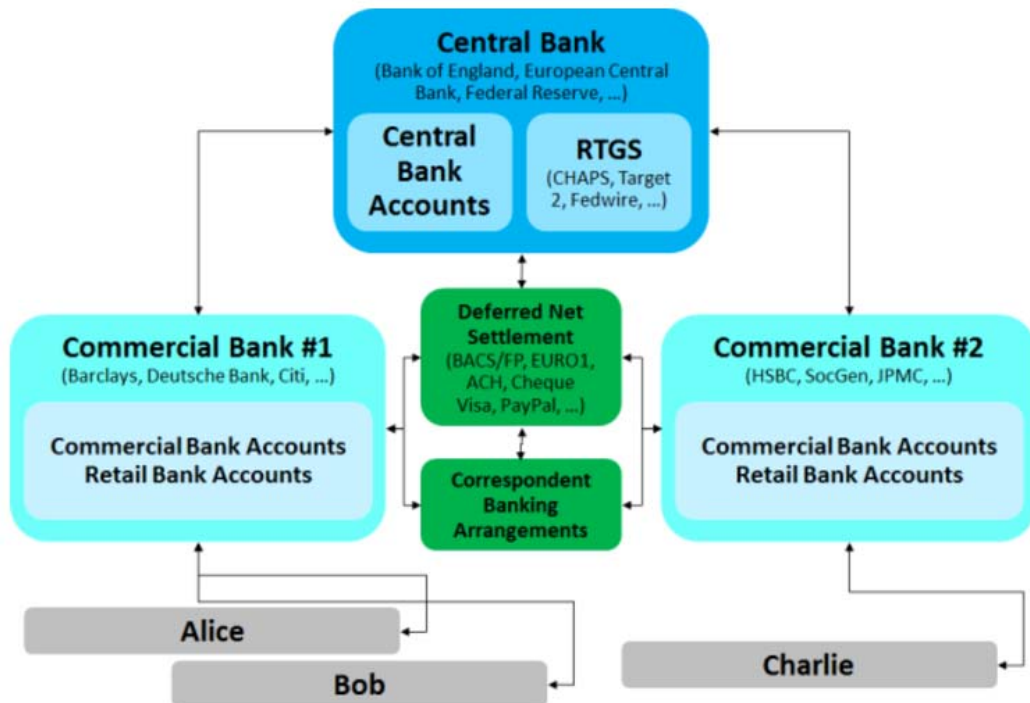 Central Bank
(Bank of England, European Central
Bank, Federal Reserve, ...)
Central
Bank
Accounts
RTGS
(CHAPS, Target
2, Fedwire, ...)
Deferred Net
Settlement
(BACS/FP, EURO1,
ACH, Cheque
Visa, PayPal, ...)
Commercial Bank #1
(Barclays, Deutsche Bank, Citi, ...)
Commercial Bank Accounts
Retail Bank Accounts
Correspondent
Banking
Arrangements
Commercial Bank #2
(HSBC, SocGen, JPMC, ...)
Commercial Bank Accounts
Retail Bank Accounts
Alice
Bob
Charlie